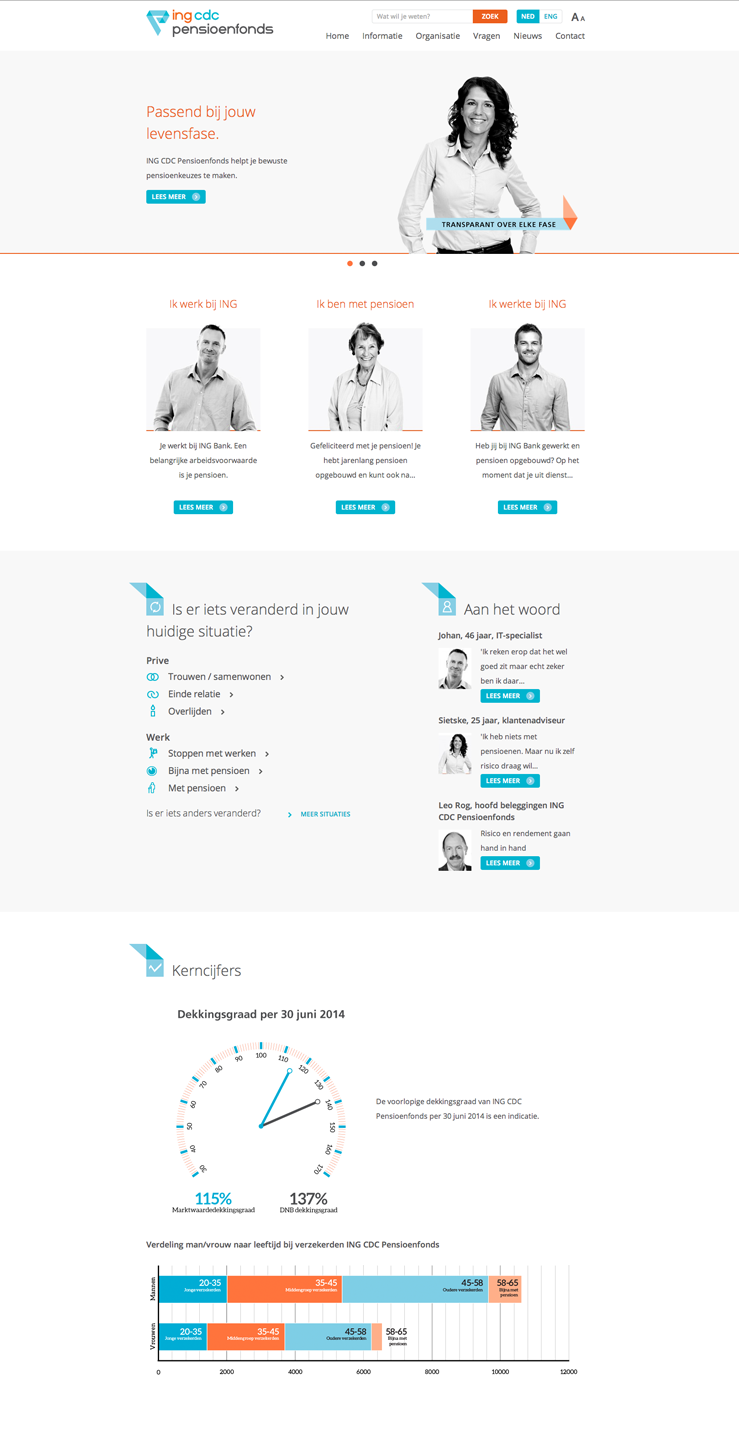 ing cdc
pensioenfonds
Wat wil je weten?
ZOEK
NED
ENG
A A
Home
Informatie
Organisatie
Vragen
Nieuws
Contact
Passend bij jouw
levensfase.
ING CDC Pensioenfonds helpt je bewuste
pensioenkeuzes te maken.
LEES MEER
TRANSPARANT OVER ELKE FASE
Ik werk bij ING
Ik ben met pensioen
Ik werkte bij ING
Je werkt bij ING Bank. Een
belangrijke arbeidsvoorwaarde
is je pensioen.
Gefeliciteerd met je pensioen! Je
hebt jarenlang pensioen
opgebouwd en kunt ook na...
Heb jij bij ING Bank gewerkt en
pensioen opgebouwd? Op het
moment dat je uit dienst...
LEES MEER
LEES MEER
LEES MEER
Is er iets veranderd in jouw
huidige situatie?
Prive
Trouwen / samenwonen
Einde relatie
Overlijden
Werk
Stoppen met werken
Bijna met pensioen
Met pensioen
Is er iets anders veranderd?
MEER SITUATIES
Aan het woord
Johan, 46 jaar, IT-specialist
'Ik reken erop dat het wel
goed zit maar echt zeker
ben ik daar...
LEES MEER
Sietske, 25 jaar, klantenadviseur
'Ik heb niets met
pensioenen. Maar nu ik zelf
risico draag wil...
LEES MEER
Leo Rog, hoofd beleggingen ING
CDC Pensioenfonds
Risico en rendement gaan
hand in hand
LEES MEER
Kerncijfers
Dekkingsgraad per 30 juni 2014
30
40
50
60
70
80
90
100
110
120
130
140
150
160
170
115%
Marktwaardedekkingsgraad
137%
DNB dekkingsgraad
De voorlopige dekkingsgraad van ING CDC
Pensioenfonds per 30 juni 2014 is een indicatie.
Verdeling man/vrouw naar leeftijd bij verzekerden ING CDC Pensioenfonds
Mannen
20-35
Jonge verzekerden
35-45
Middengroep verzekerden
45-58
Oudere verzekerden
58-65
Bijna met
pensioen
Vrouwen
20-35
Jonge verzekerden
35-45
Middengroep verzekerden
45-58
Oudere verzekerden
58-65
Bijna met
pensioen
0
2000
4000
6000
8000
10000
12000